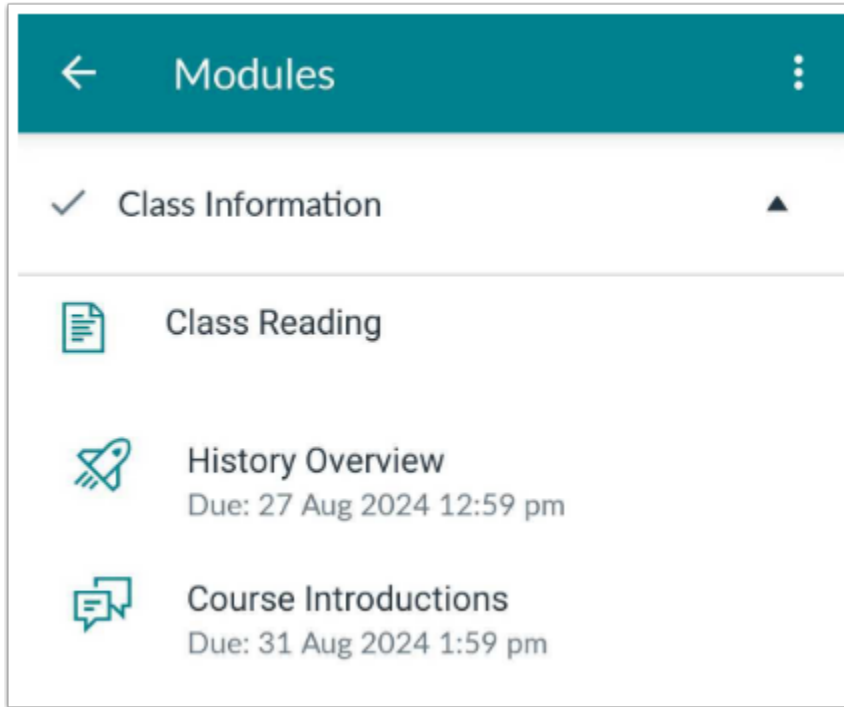 Modules
Class Information
Class Reading
History Overview
Due: 27 Aug 2024 12:59 pm
Course Introductions
Due: 31 Aug 2024 1:59 pm